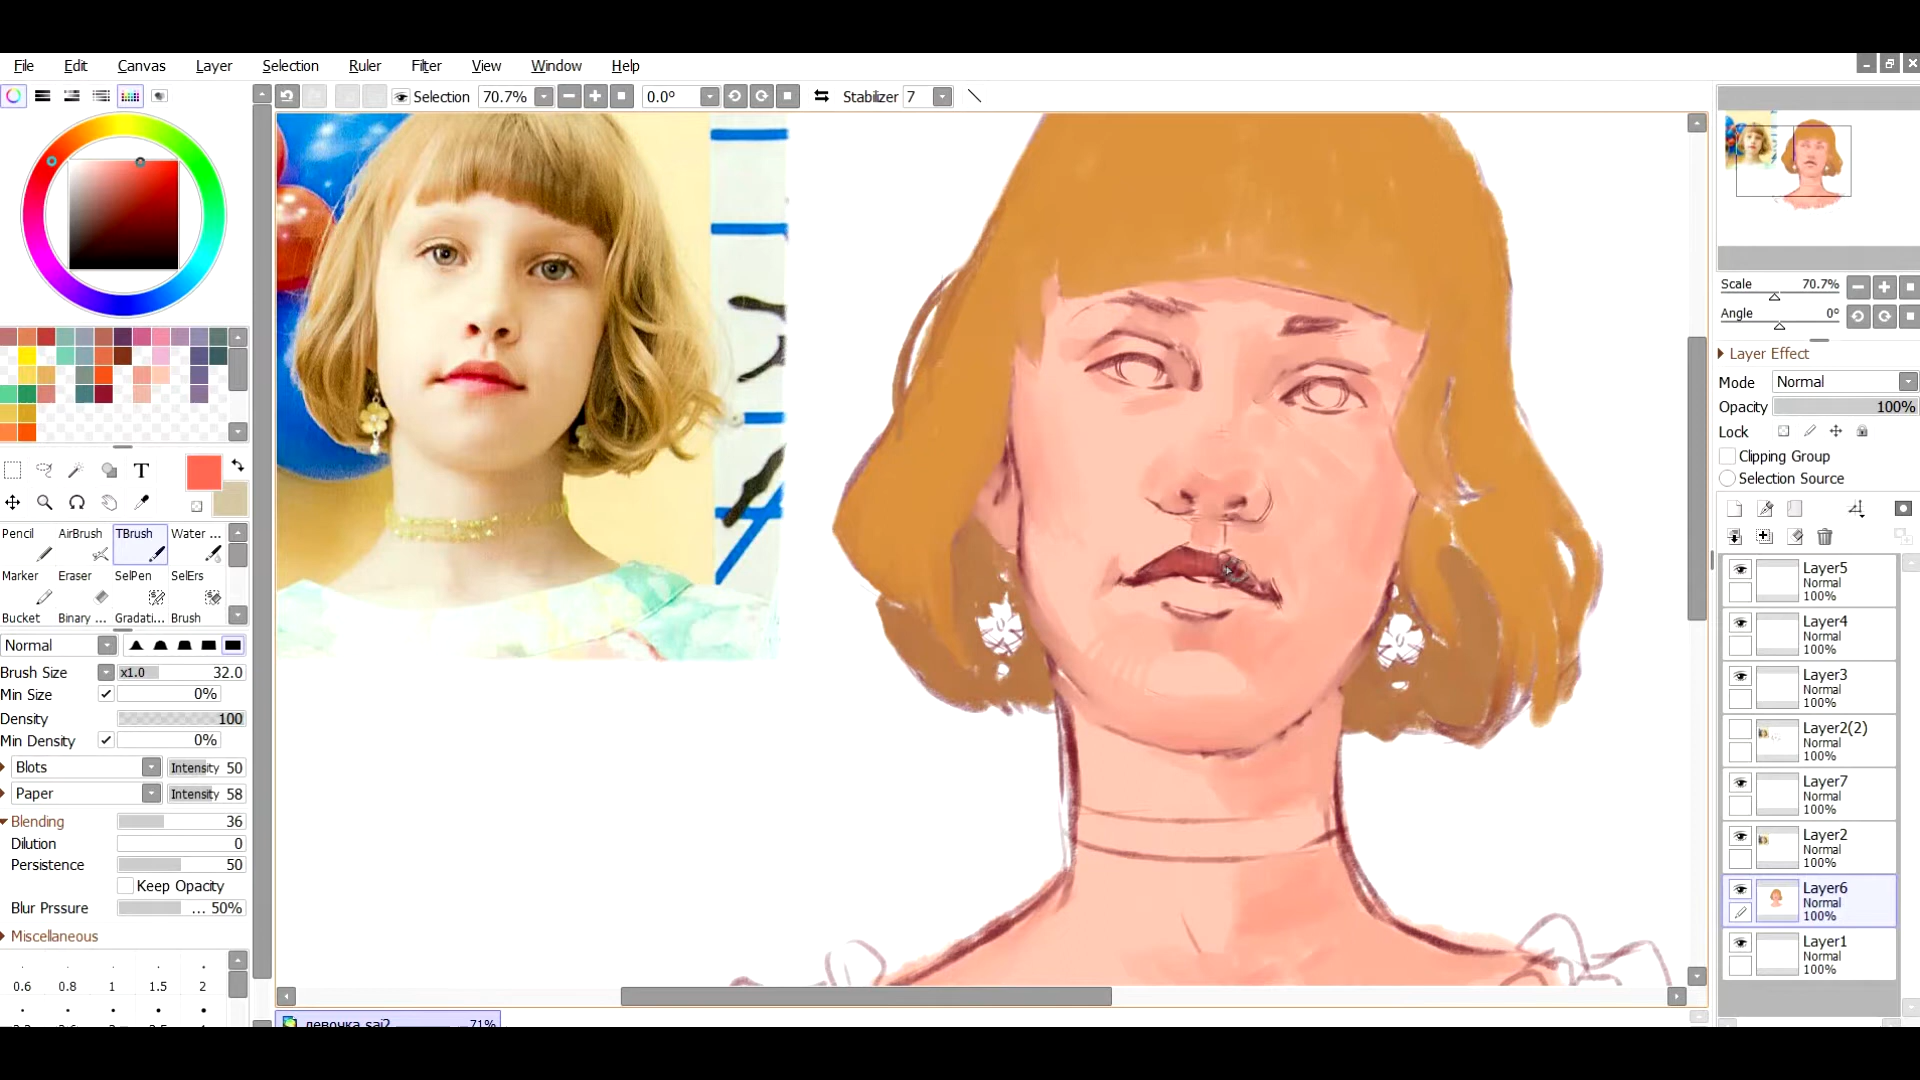 File Edit Canvas Layer Selection Ruler Filter View Window Help
Selection 70.7% 0.0° Stabilizer 7
Scale 70.7%
Angle 0°
Layer Effect
Mode Normal
Opacity 100%
Lock
Clipping Group
Selection Source
T
Pencil AirBrush TBrush Water ...
Marker Eraser SelPen SelErs
Bucket Binary ... Gradati... Brush
Normal
Brush Size x1.0 32.0
Min Size 0%
Density 100
Min Density 0%
Blots Intensity 50
Paper Intensity 58
Blending 36
Dilution 0
Persistence 50
Keep Opacity
Blur Prssure ... 50%
Miscellaneous
0.6 0.8 1 1.5 2
Layer5
Normal
100%
Layer4
Normal
100%
Layer3
Normal
100%
Layer2(2)
Normal
100%
Layer7
Normal
100%
Layer2
Normal
100%
Layer6
Normal
100%
Layer1
Normal
100%
девочка.sai2 71%